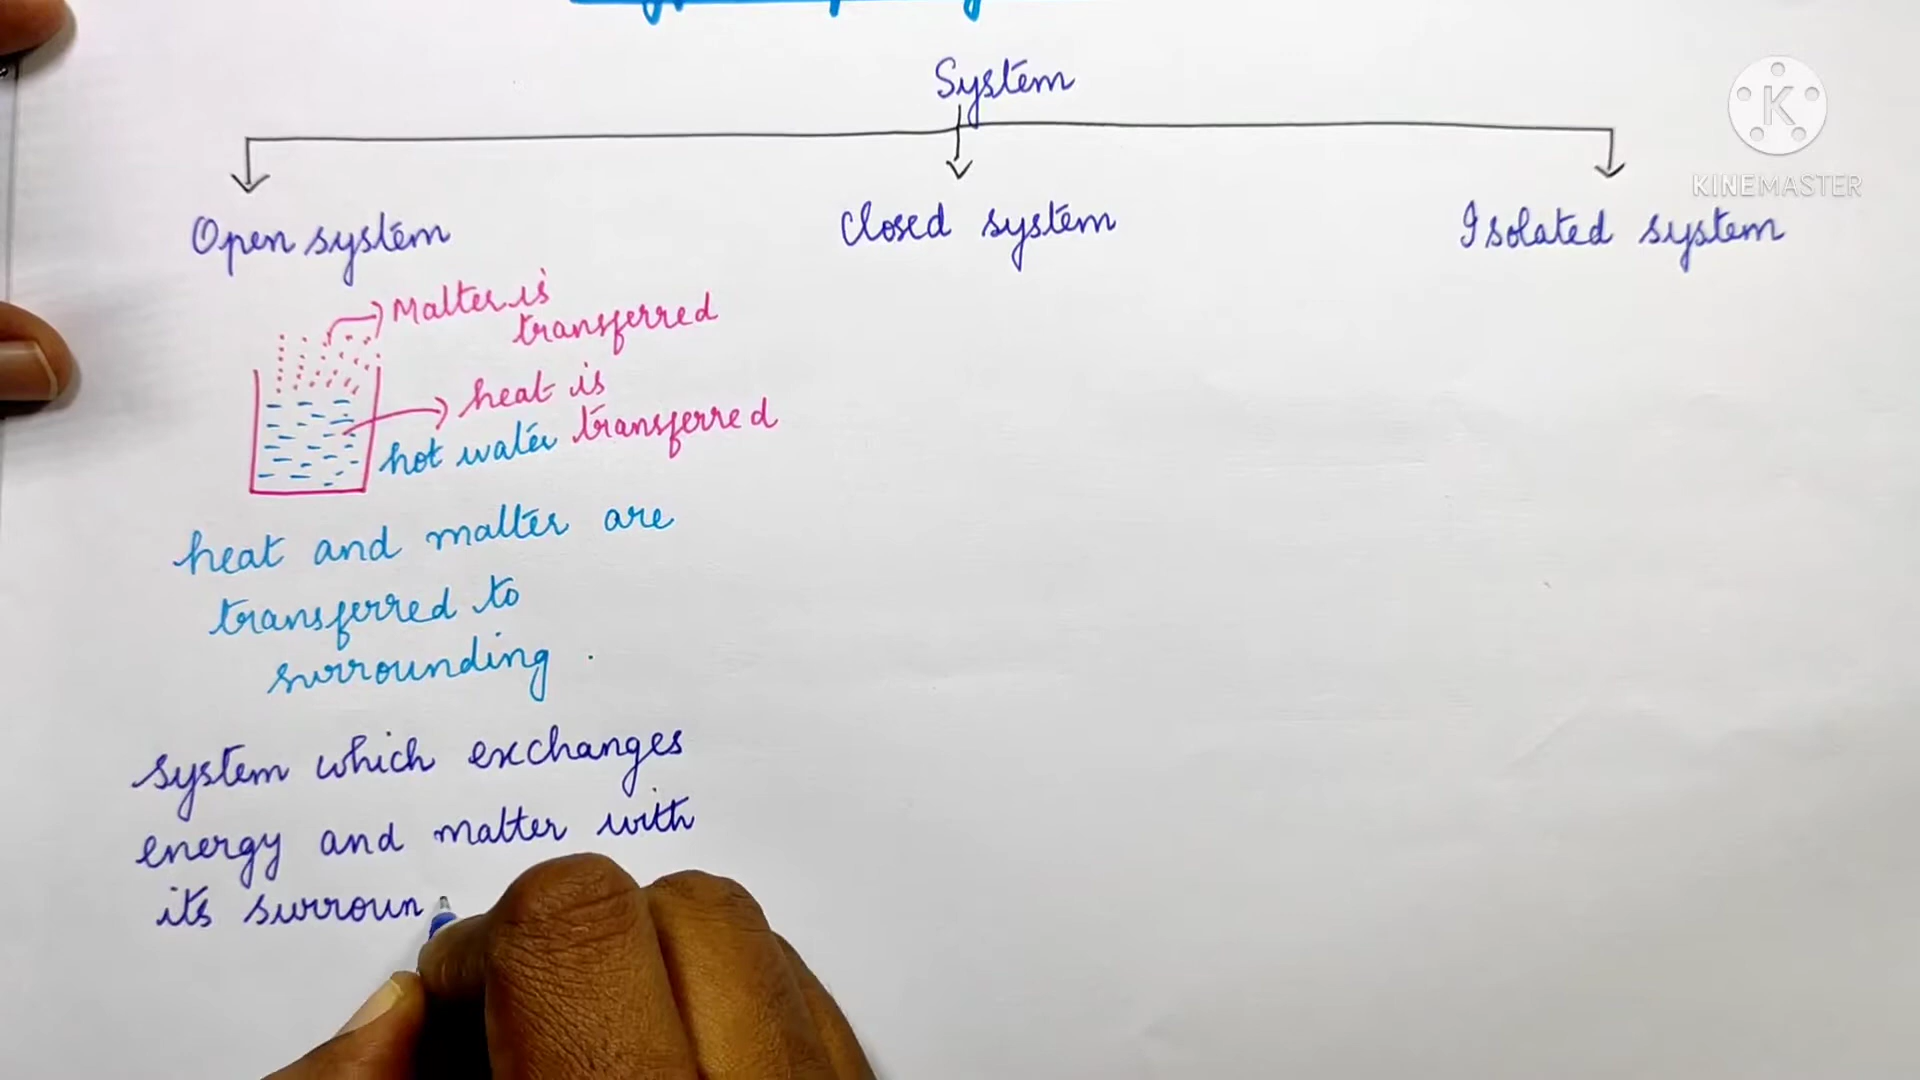 System
KINEMASTER
Open system
Closed system
Isolated system
Matter is
transferred
heat is
transferred
hot water
heat and matter are
transferred to
surrounding .
system which exchanges
energy and matter with
its surroun